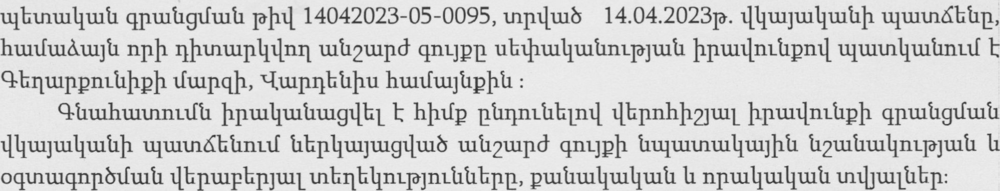 պետական գրանցման թիվ 14042023-05-0095, տրված 14.04.2023թ. վկայականի պատճենը,
համաձայն որի դիտարկվող անշարժ գույքը սեփականության իրավունքով պատկանում է
Գեղարքունիքի մարզի, Վարդենիս համայնքին :
Գնահատումն իրականացվել է հիմք ընդունելով վերոհիշյալ իրավունքի գրանցման
վկայականի պատճենում ներկայացված անշարժ գույքի նպատակային նշանակության և
օգտագործման վերաբերյալ տեղեկությունները, քանակական և որակական տվյալներ: